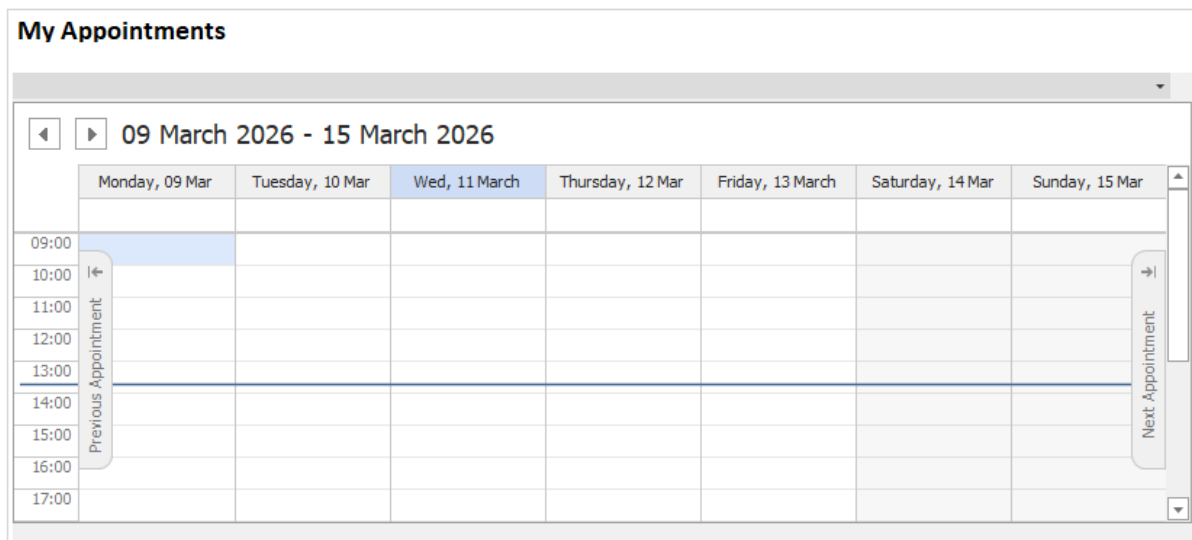 My Appointments
09 March 2026 - 15 March 2026
Monday, 09 Mar Tuesday, 10 Mar Wed, 11 March Thursday, 12 Mar Friday, 13 March Saturday, 14 Mar Sunday, 15 Mar
09:00
10:00
11:00
12:00
13:00
14:00
15:00
16:00
17:00
Previous Appointment
Next Appointment